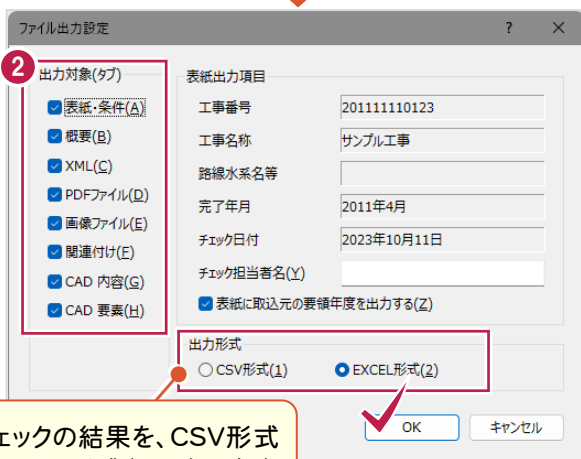 ファイル出力設定
?
×
2
出力対象(タブ)
表紙・条件(A)
概要(B)
XML(C)
PDFファイル(D)
画像ファイル(E)
関連付け(F)
CAD 内容(G)
CAD 要素(H)
表紙出力項目
工事番号
201111110123
工事名称
サンプル工事
路線水系名等
完了年月
2011年4月
チェック日付
2023年10月11日
チェック担当者名(Y)
表紙に取込元の要領年度を出力する(Z)
出力形式
CSV形式(1)
EXCEL形式(2)
OK
キャンセル
ェックの結果を、CSV形式